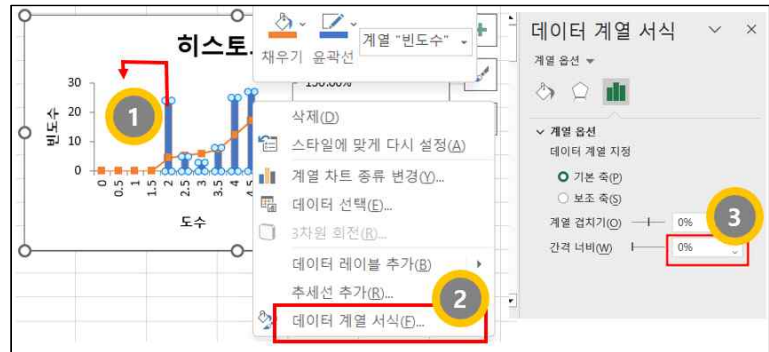 히스토
채우기 윤곽선
계열 "빈도수"
30
20
10
0
빈도수
0 0.5 1 1.5 2 2.5 3 3.5 4 4.5
도수
1
삭제(D)
스타일에 맞게 다시 설정(A)
계열 차트 종류 변경(Y)...
데이터 선택(E)...
3차원 회전(R)...
데이터 레이블 추가(B)
추세선 추가(R)...
데이터 계열 서식(F)...
2
데이터 계열 서식
계열 옵션
계열 옵션
데이터 계열 지정
기본 축(P)
보조 축(S)
계열 겹치기(O) 0%
간격 너비(W) 0%
3